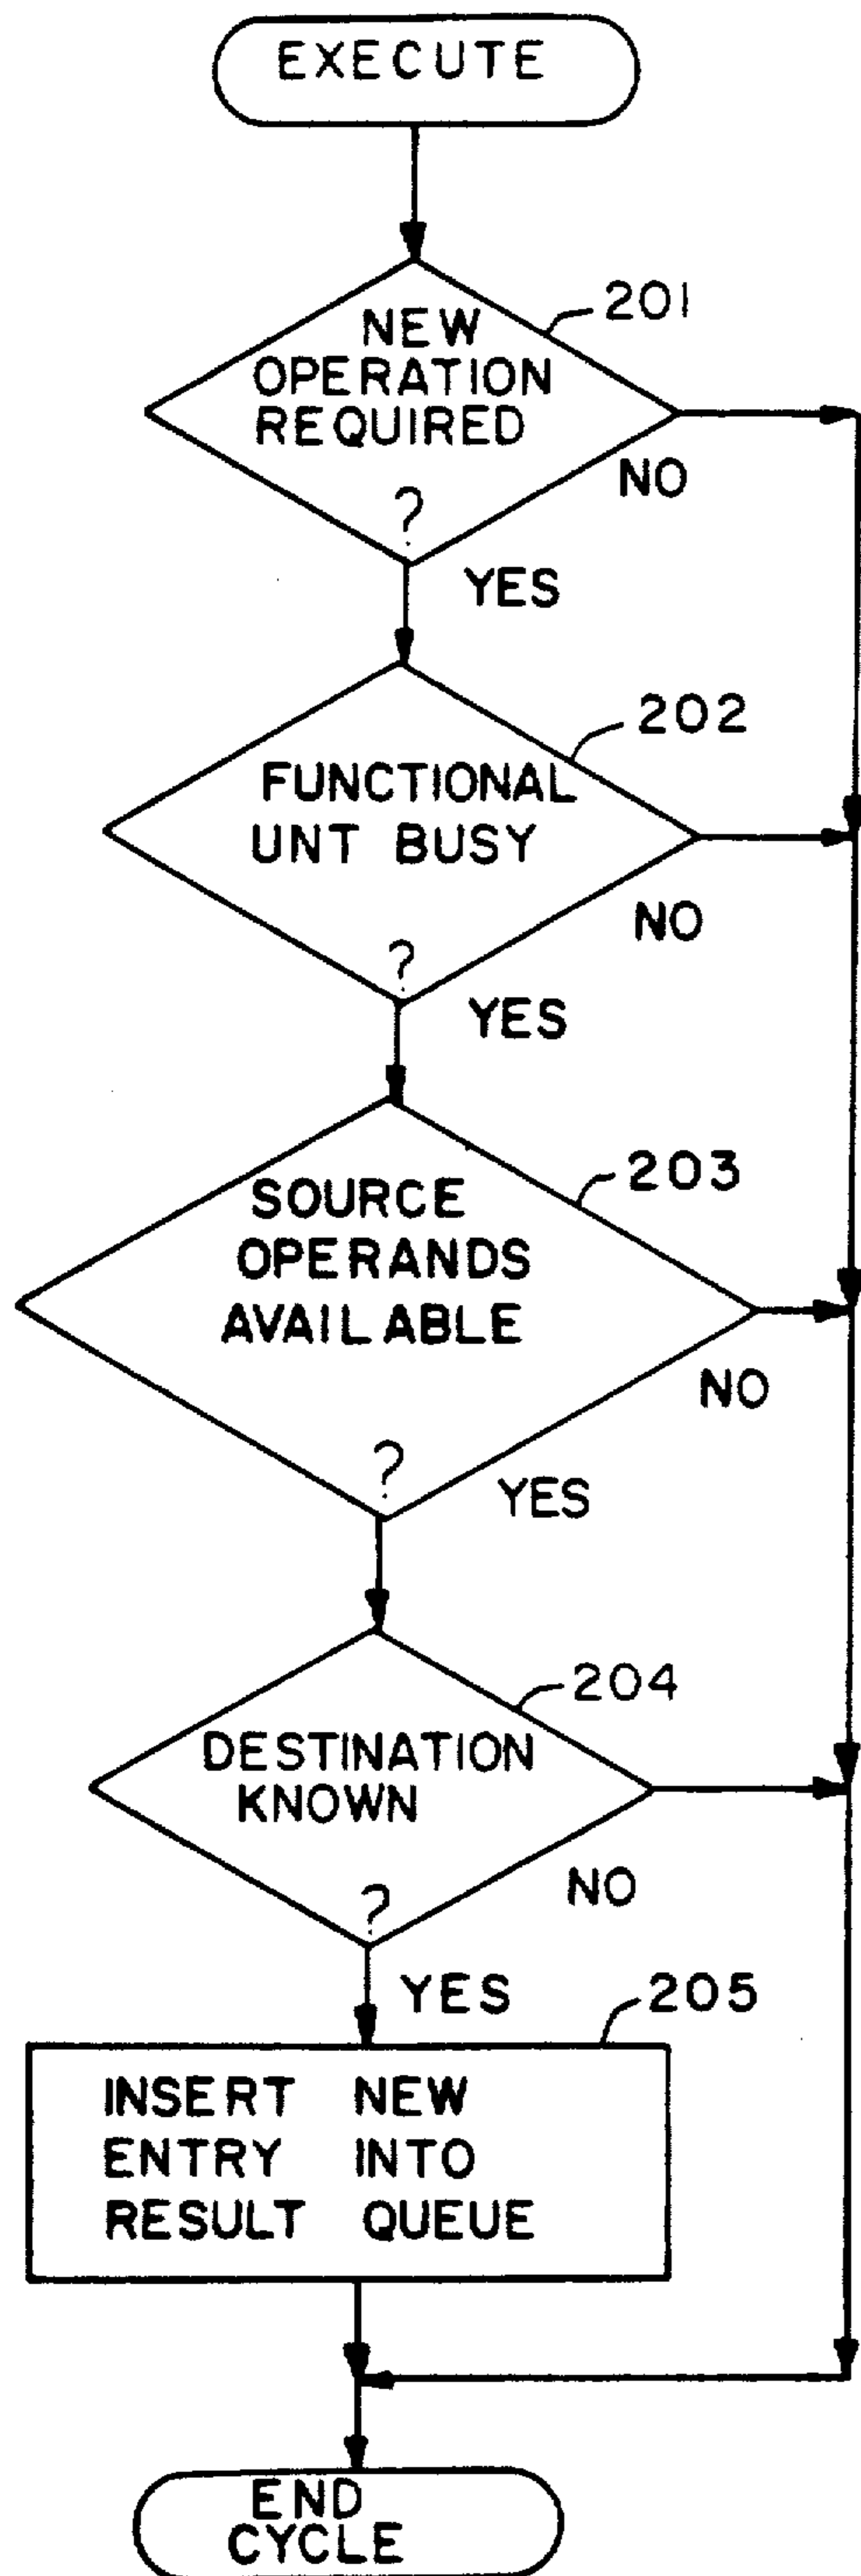 EXECUTE
201
NEW
OPERATION
REQUIRED
?
NO
YES
202
FUNCTIONAL
UNT BUSY
?
NO
YES
203
SOURCE
OPERANDS
AVAILABLE
?
NO
YES
204
DESTINATION
KNOWN
?
NO
YES
205
INSERT NEW
ENTRY INTO
RESULT QUEUE
END
CYCLE